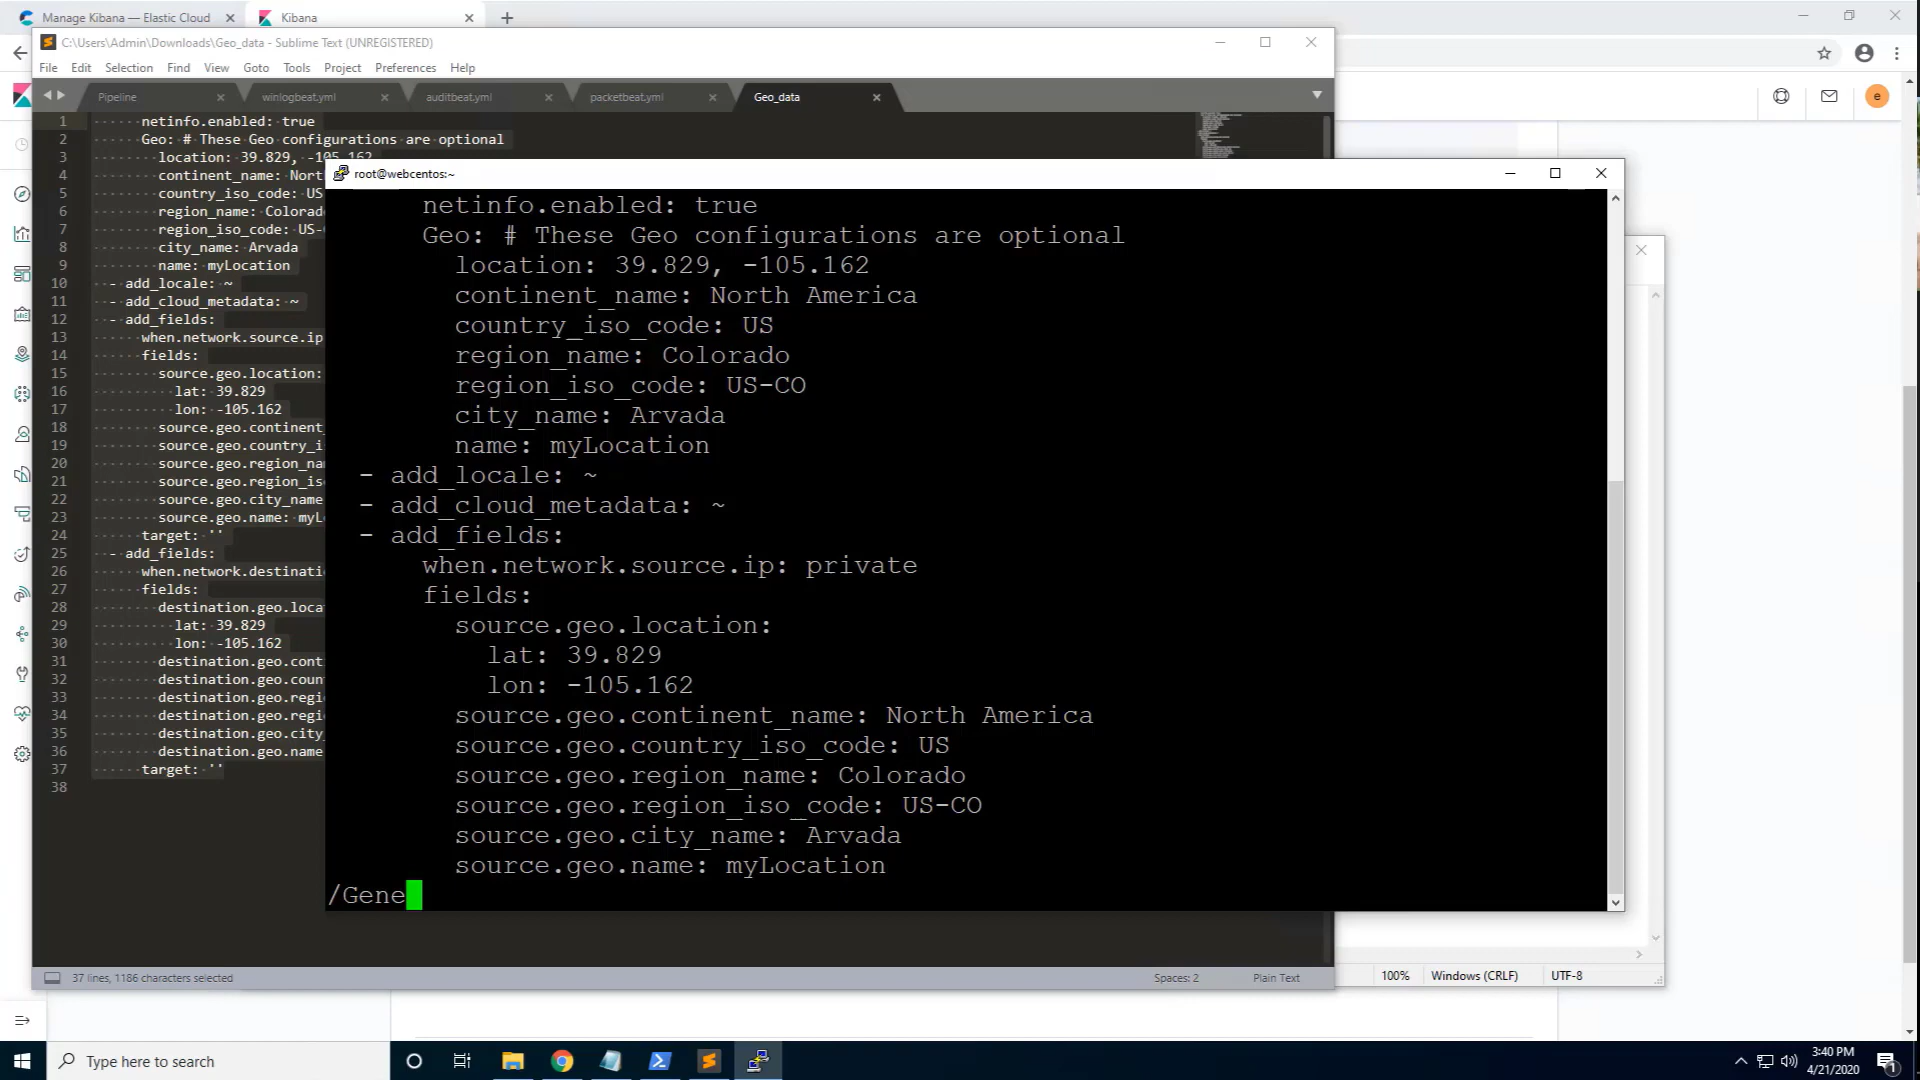 Manage Kibana — Elastic Cloud
Kibana
C:\Users\Admin\Downloads\Geo_data - Sublime Text (UNREGISTERED)
File Edit Selection Find View Goto Tools Project Preferences Help
Pipeline winlogbeat.yml auditbeat.yml packetbeat.yml Geo_data
e
1 netinfo.enabled: true
2 Geo: # These Geo configurations are optional
3 location: 39.829, -105.162
4 continent_name: Nort
5 country_iso_code: US
6 region_name: Colorad
7 region_iso_code: US-
8 city_name: Arvada
9 name: myLocation
10 - add_locale: ~
11 - add_cloud_metadata: ~
12 - add_fields:
13 when.network.source.ip
14 fields:
15 source.geo.location:
16 lat: 39.829
17 lon: -105.162
18 source.geo.continent_
19 source.geo.country_i
20 source.geo.region_na
21 source.geo.region_is
22 source.geo.city_name
23 source.geo.name: myL
24 target: ''
25 - add_fields:
26 when.network.destinati
27 fields:
28 destination.geo.loca
29 lat: 39.829
30 lon: -105.162
31 destination.geo.cont
32 destination.geo.coun
33 destination.geo.regi
34 destination.geo.regi
35 destination.geo.city_
36 destination.geo.name
37 target: ''
38
root@webcentos:~
netinfo.enabled: true
Geo: # These Geo configurations are optional
location: 39.829, -105.162
continent_name: North America
country_iso_code: US
region_name: Colorado
region_iso_code: US-CO
city_name: Arvada
name: myLocation
- add_locale: ~
- add_cloud_metadata: ~
- add_fields:
when.network.source.ip: private
fields:
source.geo.location:
lat: 39.829
lon: -105.162
source.geo.continent_name: North America
source.geo.country_iso_code: US
source.geo.region_name: Colorado
source.geo.region_iso_code: US-CO
source.geo.city_name: Arvada
source.geo.name: myLocation
/Gene
37 lines, 1186 characters selected
Spaces: 2 Plain Text
100% Windows (CRLF) UTF-8
Type here to search
3:40 PM
4/21/2020
1